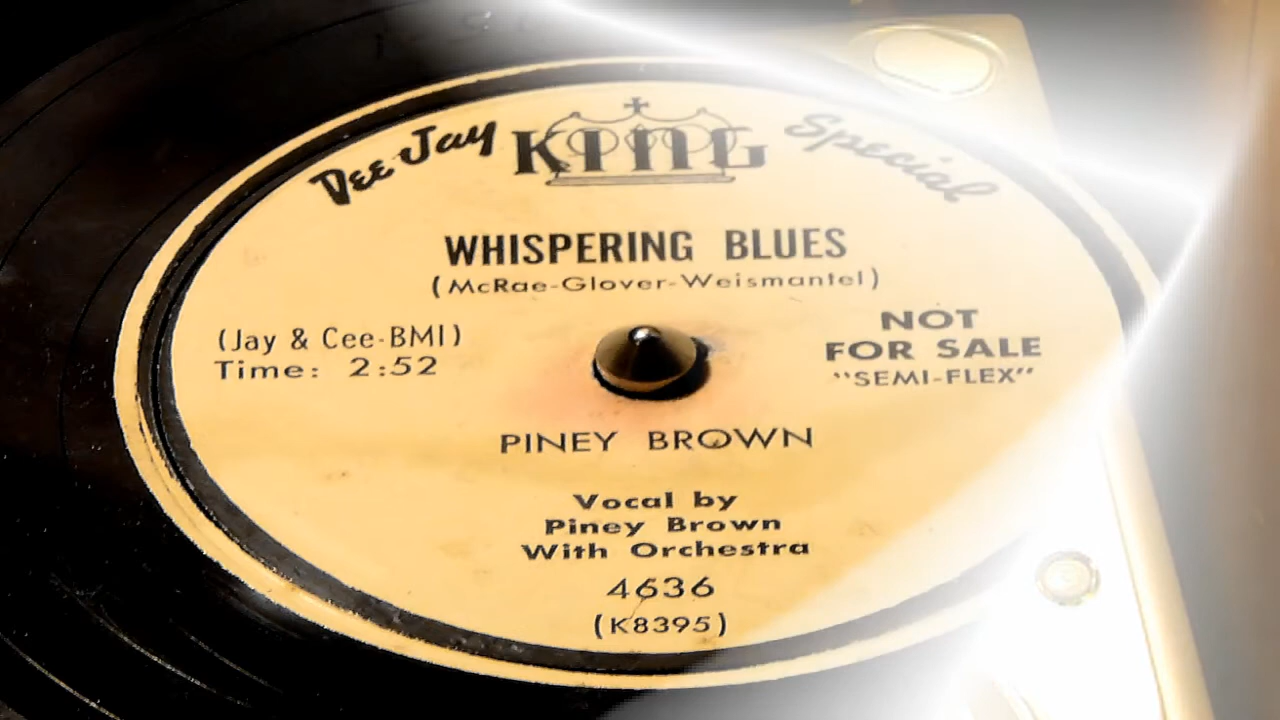 Dee Jay KING Special
WHISPERING BLUES
(McRae-Glover-Weismantel)
(Jay & Cee-BMI)
Time: 2:52
NOT
FOR SALE
"SEMI-FLEX"
PINEY BROWN
Vocal by
Piney Brown
With Orchestra
4636
(K8395)